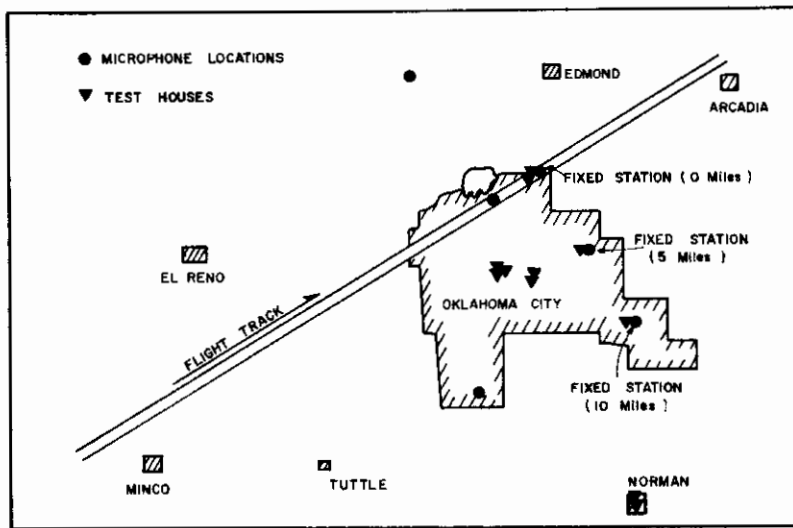 MICROPHONE LOCATIONS
TEST HOUSES
EDMOND
ARCADIA
FIXED STATION (0 Miles)
FIXED STATION
(5 Miles)
EL RENO
OKLAHOMA CITY
FLIGHT TRACK
FIXED STATION
(10 Miles)
MINCO
TUTTLE
NORMAN